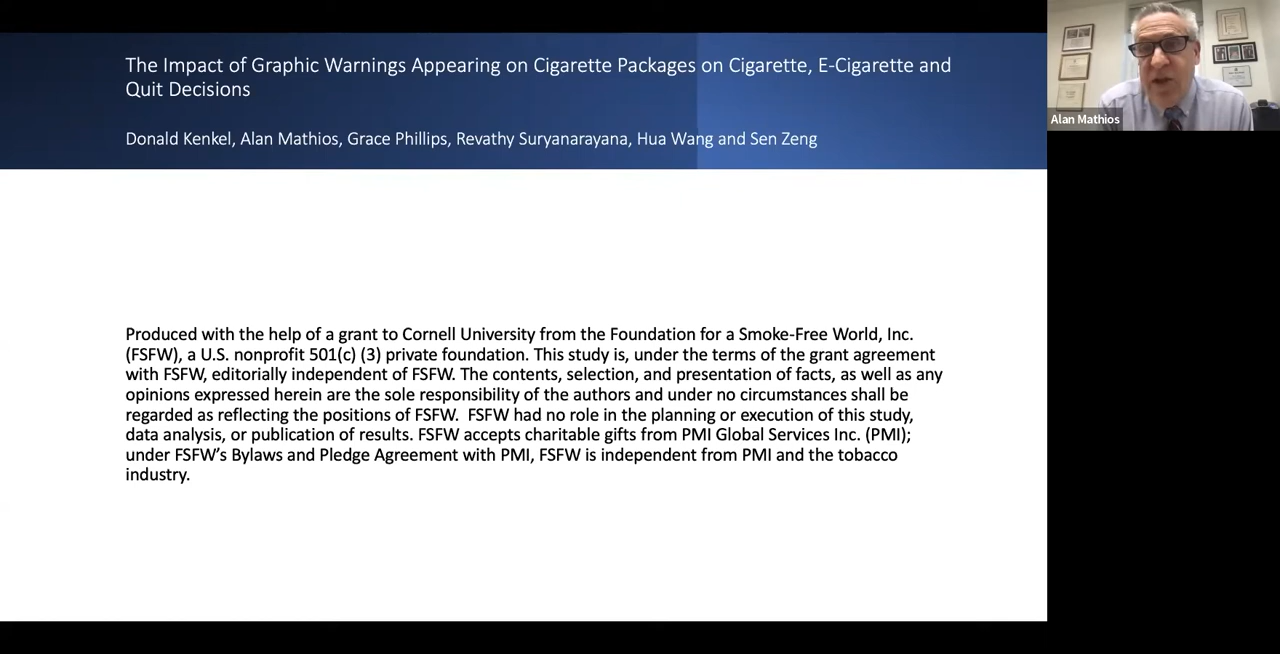 The Impact of Graphic Warnings Appearing on Cigarette Packages on Cigarette, E-Cigarette and
Quit Decisions
Donald Kenkel, Alan Mathios, Grace Phillips, Revathy Suryanarayana, Hua Wang and Sen Zeng
Produced with the help of a grant to Cornell University from the Foundation for a Smoke-Free World, Inc.
(FSFW), a U.S. nonprofit 501(c) (3) private foundation. This study is, under the terms of the grant agreement
with FSFW, editorially independent of FSFW. The contents, selection, and presentation of facts, as well as any
opinions expressed herein are the sole responsibility of the authors and under no circumstances shall be
regarded as reflecting the positions of FSFW.  FSFW had no role in the planning or execution of this study,
data analysis, or publication of results. FSFW accepts charitable gifts from PMI Global Services Inc. (PMI);
under FSFW’s Bylaws and Pledge Agreement with PMI, FSFW is independent from PMI and the tobacco
industry.
Alan Mathios